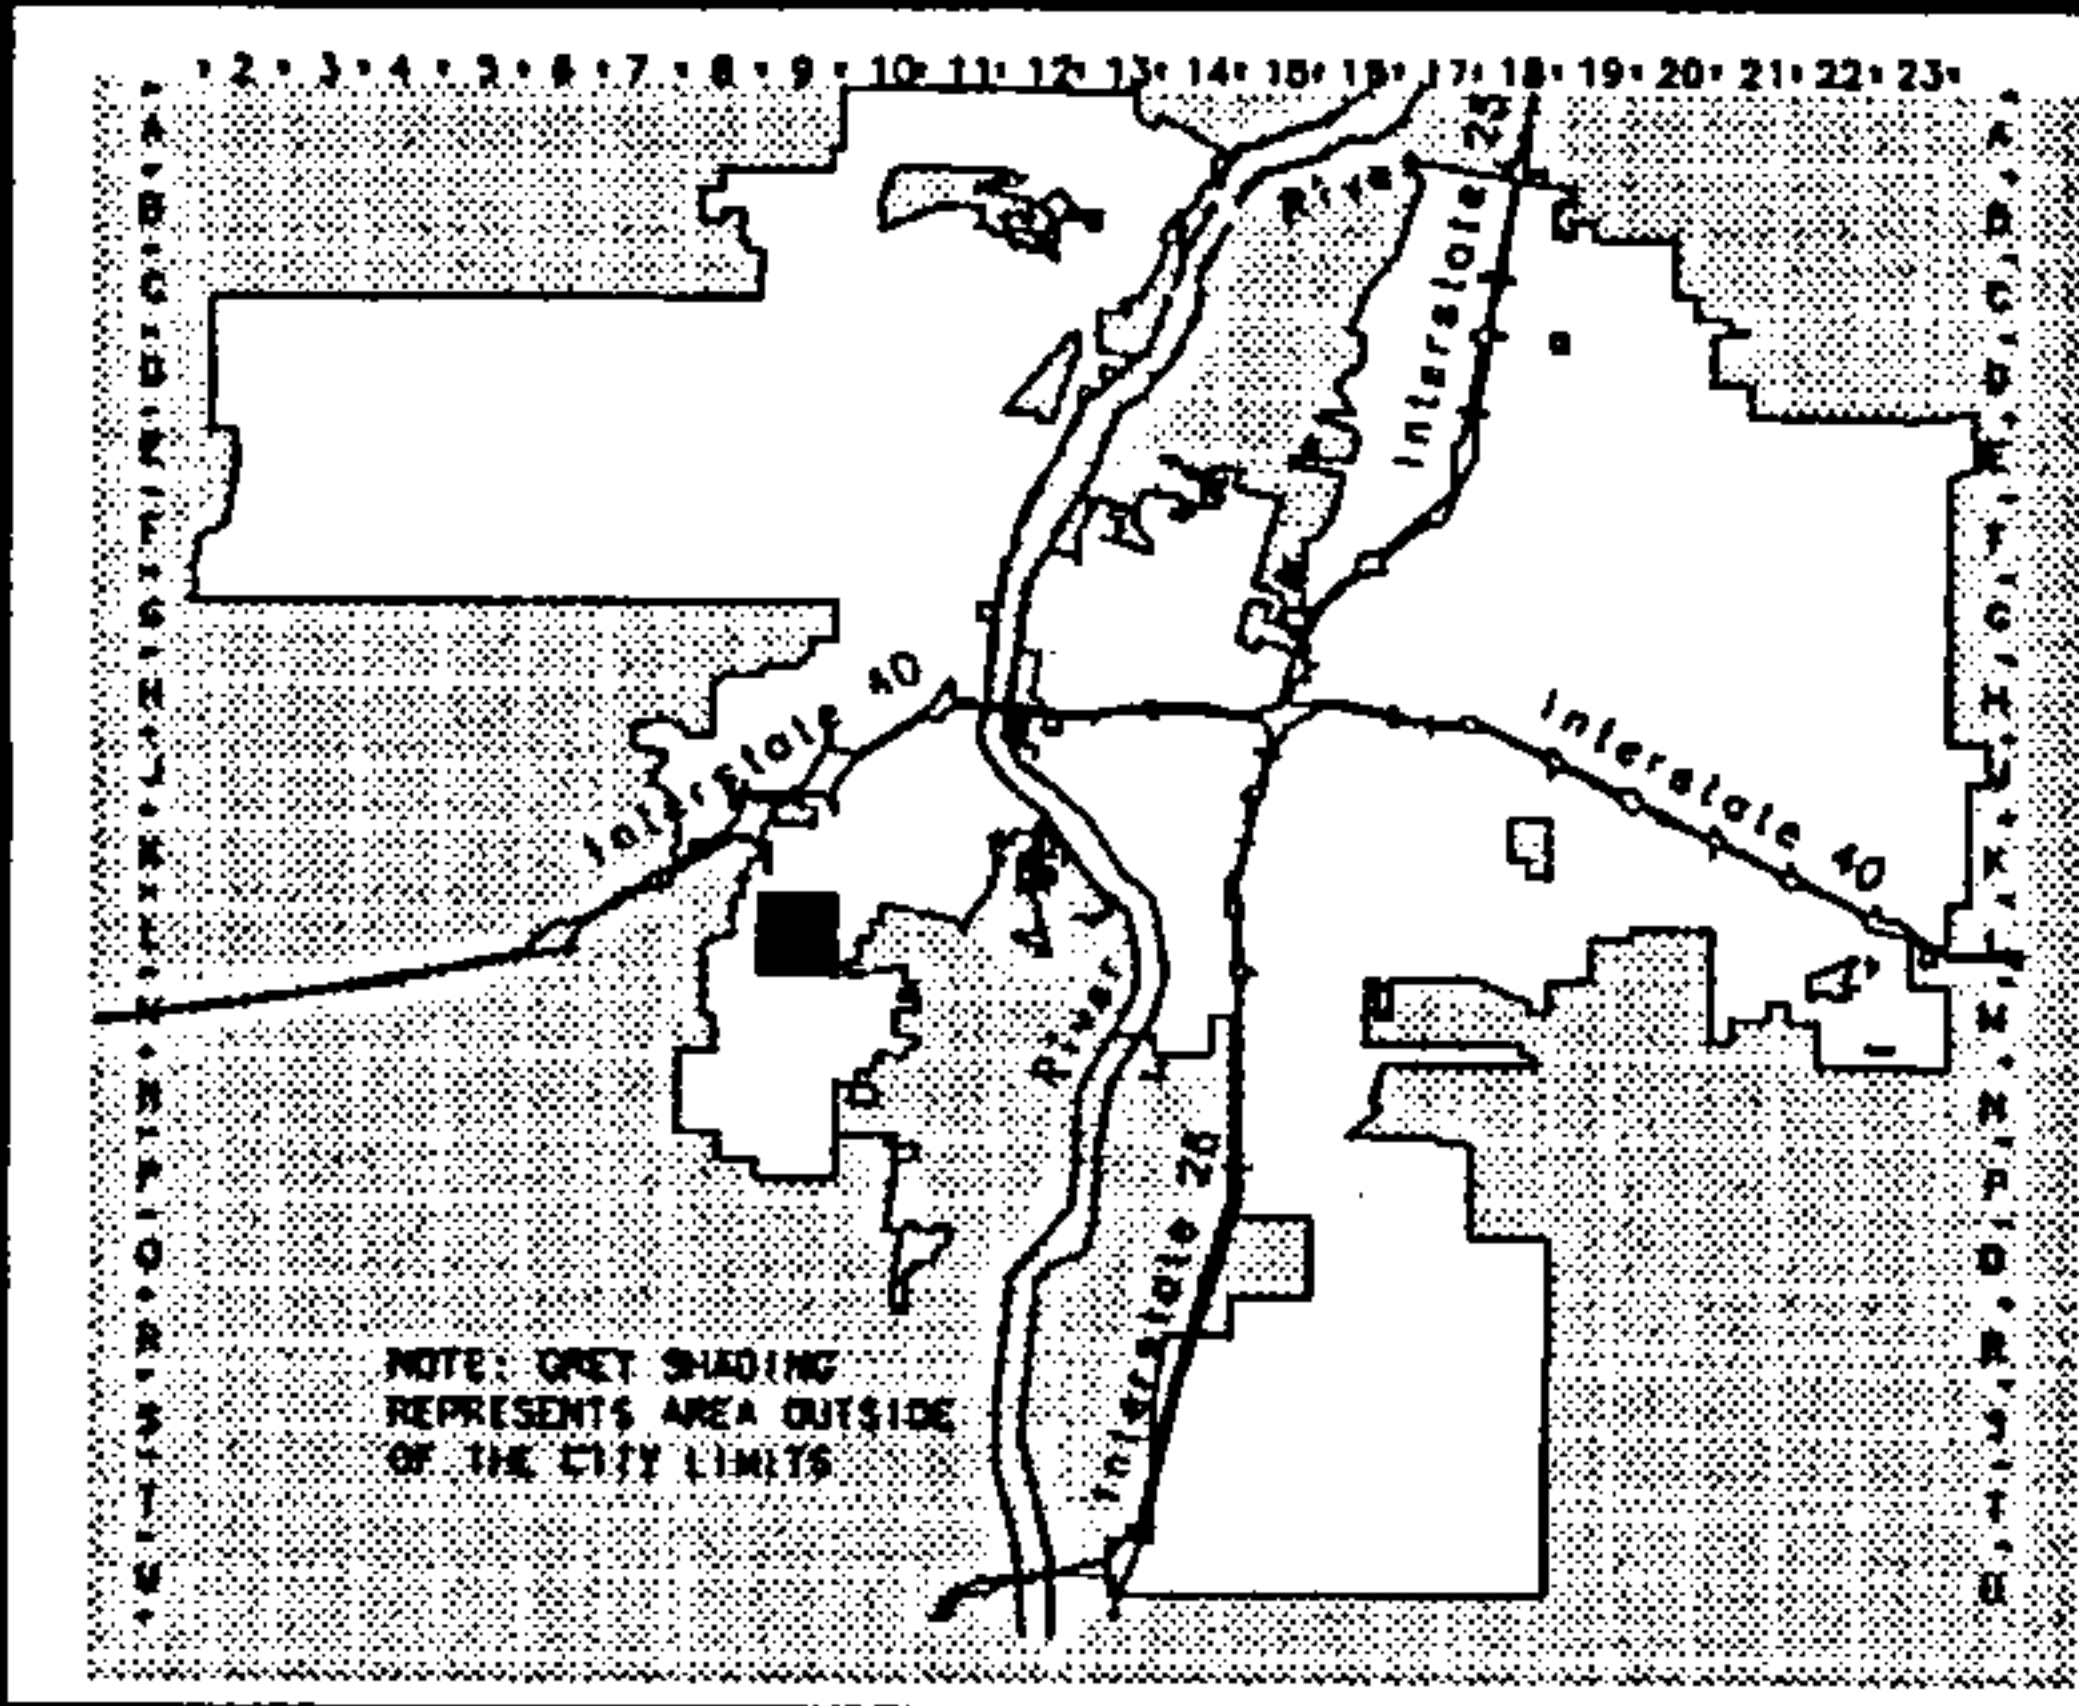 2 3 4 5 6 7 8 9 10 11 12 13 14 15 16 17 18 19 20 21 22 23
River
Interstate 25
Interstate 40
Interstate 40
River
Interstate 25
NOTE: GREY SHADING
REPRESENTS AREA OUTSIDE
OF THE CITY LIMITS
A
B
C
D
E
F
G
H
J
K
L
M
N
P
Q
R
S
T
U